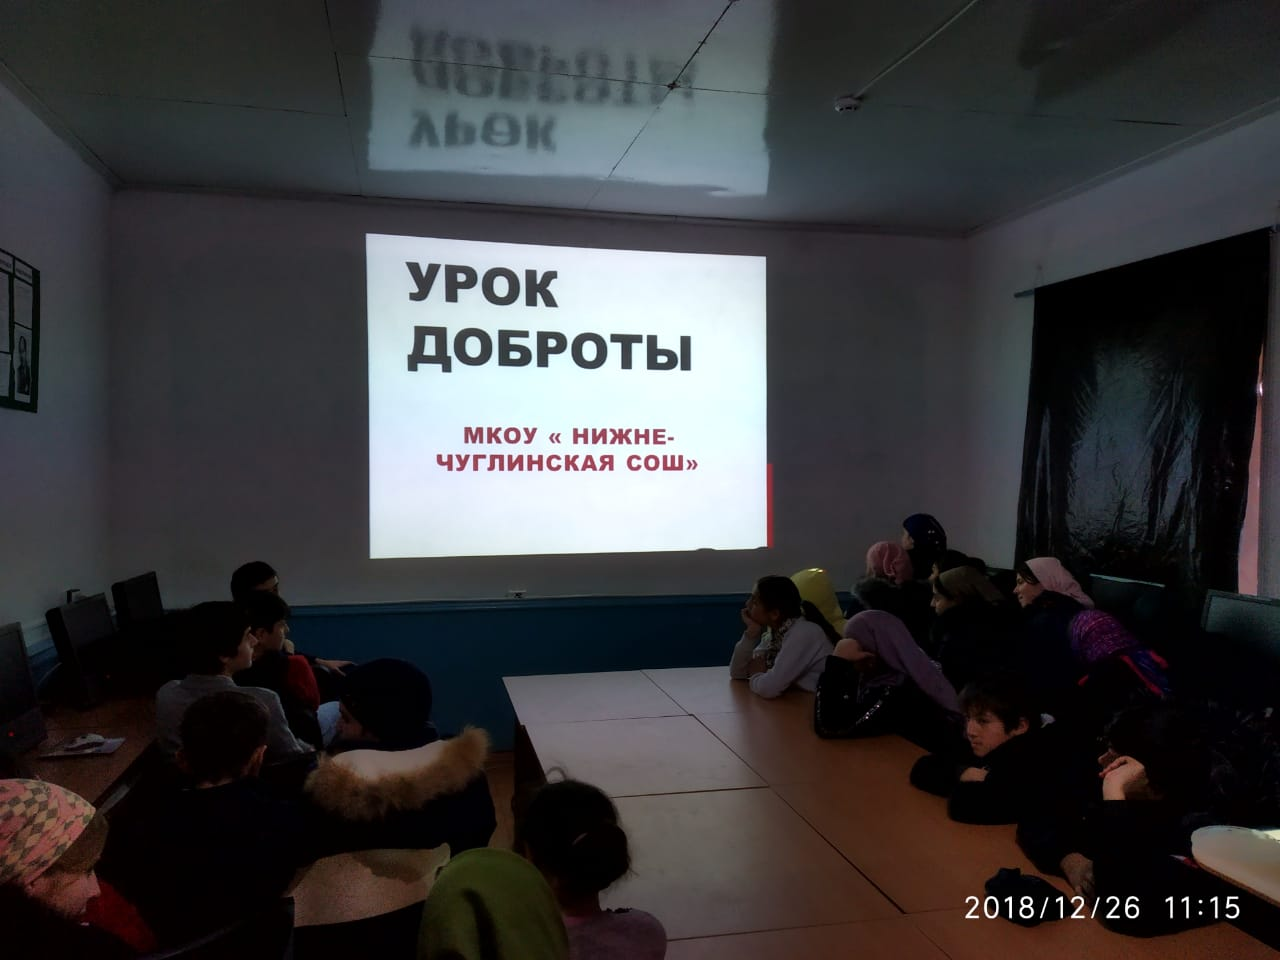 УРОК
ДОБРОТЫ
МКОУ « НИЖНЕ-
ЧУГЛИНСКАЯ СОШ»
2018/12/26 11:15